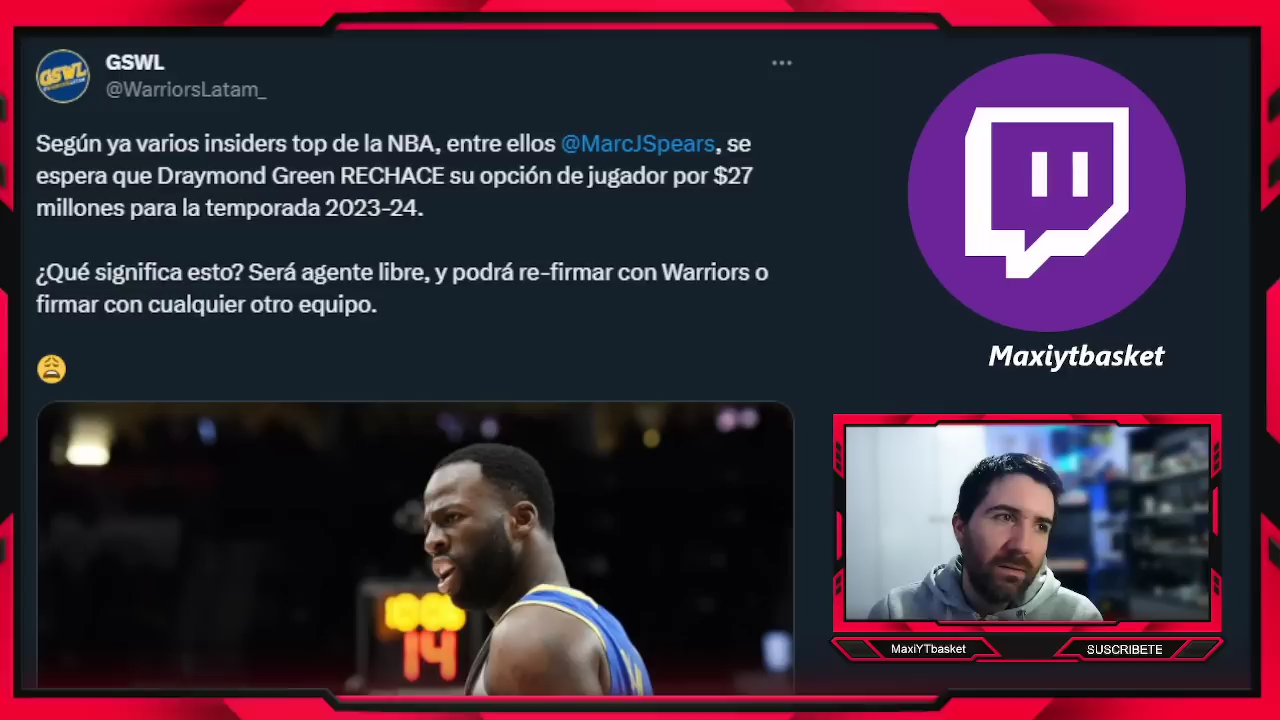 GSWL
GSWL
@WarriorsLatam_
Según ya varios insiders top de la NBA, entre ellos @MarcJSpears, se
espera que Draymond Green RECHACE su opción de jugador por $27
millones para la temporada 2023-24.
¿Qué significa esto? Será agente libre, y podrá re-firmar con Warriors o
firmar con cualquier otro equipo.
14
Maxiytbasket
MaxiYTbasket
SUSCRIBETE